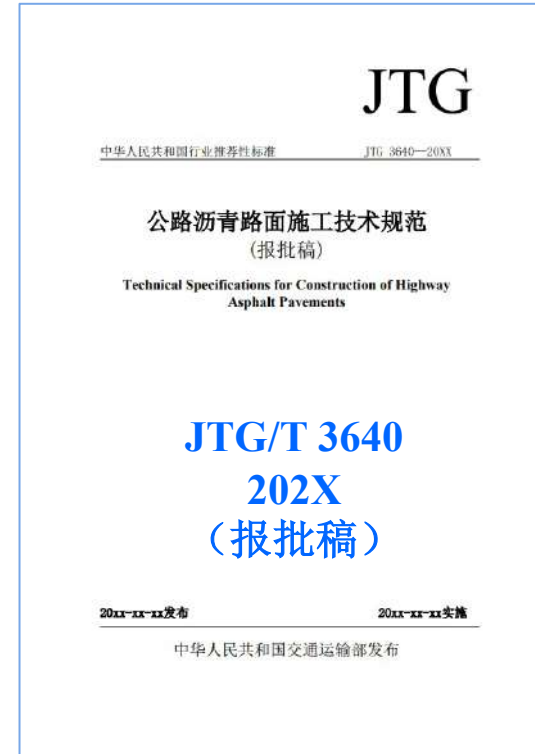 JTG
中华人民共和国行业推荐性标准 JTG 3640—20XX
公路沥青路面施工技术规范
(报批稿)
Technical Specifications for Construction of Highway
Asphalt Pavements
JTG/T 3640
202X
（报批稿）
20xx-xx-xx发布 20xx-xx-xx实施
中华人民共和国交通运输部发布